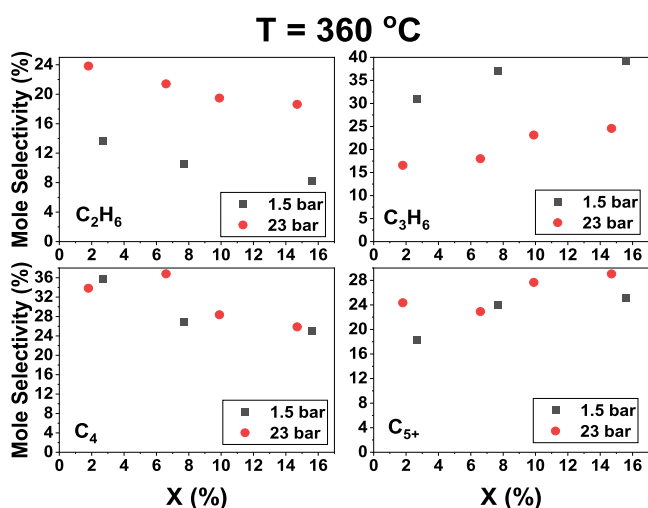 T = 360 °C
Mole Selectivity (%)
24
20
16
12
8
4
0
C₂H₆
1.5 bar
23 bar
0 2 4 6 8 10 12 14 16
40
35
30
25
20
15
10
5
0
C₃H₆
1.5 bar
23 bar
0 2 4 6 8 10 12 14 16
Mole Selectivity (%)
36
32
28
24
20
16
12
8
4
0
C₄
1.5 bar
23 bar
0 2 4 6 8 10 12 14 16
X (%)
28
24
20
16
12
8
4
0
C₅₊
1.5 bar
23 bar
0 2 4 6 8 10 12 14 16
X (%)